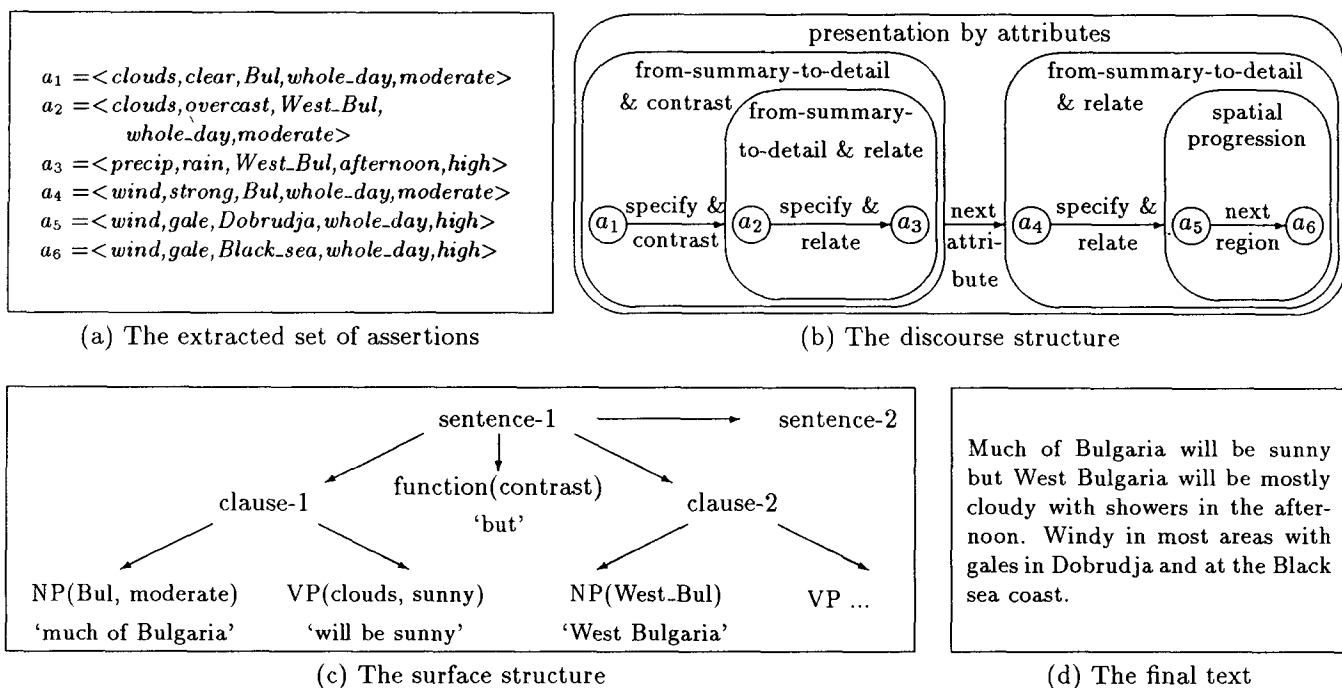 a1 =<clouds,clear,Bul,whole_day,moderate>
a2 =<clouds,overcast,West_Bul,
whole_day,moderate>
a3 =<precip,rain,West_Bul,afternoon,high>
a4 =<wind,strong,Bul,whole_day,moderate>
a5 =<wind,gale,Dobrudja,whole_day,high>
a6 =<wind,gale,Black_sea,whole_day,high>
(a) The extracted set of assertions
presentation by attributes
from-summary-to-detail
& contrast
from-summary-
to-detail & relate
a1
specify &
contrast
a2
specify &
relate
a3
next
attri-
bute
from-summary-to-detail
& relate
spatial
progression
a4
specify &
relate
a5
next
region
a6
(b) The discourse structure
sentence-1
sentence-2
clause-1
function(contrast)
'but'
clause-2
NP(Bul, moderate)
'much of Bulgaria'
VP(clouds, sunny)
'will be sunny'
NP(West_Bul)
'West Bulgaria'
VP ...
(c) The surface structure
Much of Bulgaria will be sunny
but West Bulgaria will be mostly
cloudy with showers in the after-
noon. Windy in most areas with
gales in Dobrudja and at the Black
sea coast.
(d) The final text